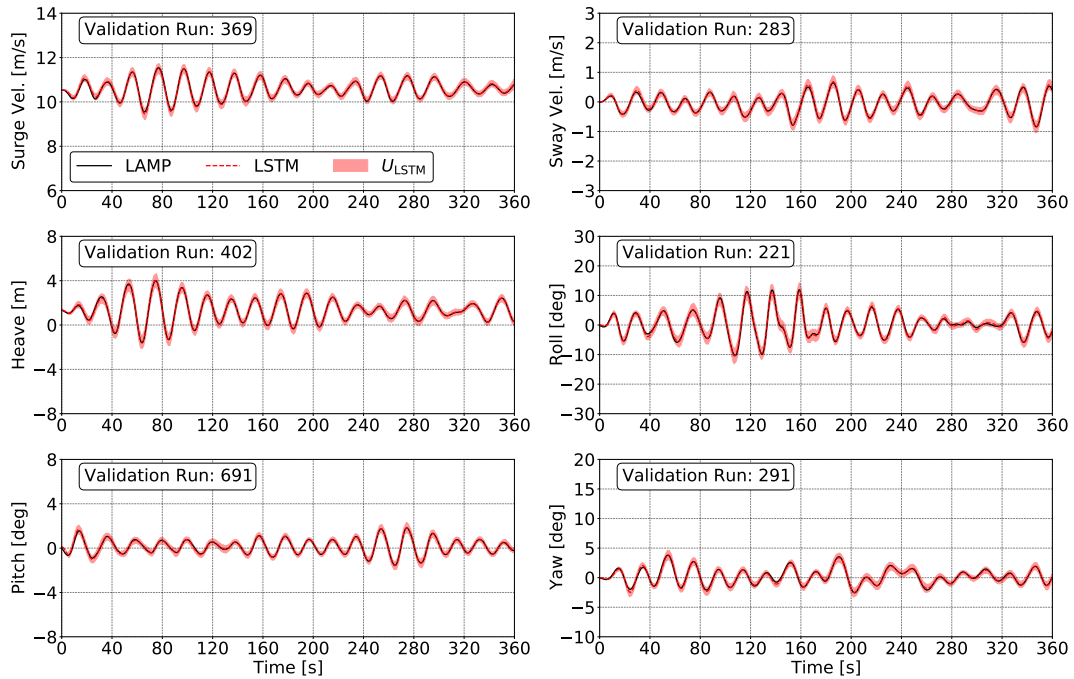 Validation Run: 369
Surge Vel. [m/s]
14
12
10
8
6
LAMP
LSTM
U_LSTM
0 40 80 120 160 200 240 280 320 360
Validation Run: 283
Sway Vel. [m/s]
3
2
1
0
−1
−2
−3
0 40 80 120 160 200 240 280 320 360
Validation Run: 402
Heave [m]
8
4
0
−4
−8
0 40 80 120 160 200 240 280 320 360
Validation Run: 221
Roll [deg]
30
20
10
0
−10
−20
−30
0 40 80 120 160 200 240 280 320 360
Validation Run: 691
Pitch [deg]
8
4
0
−4
−8
0 40 80 120 160 200 240 280 320 360
Time [s]
Validation Run: 291
Yaw [deg]
20
15
10
5
0
−5
−10
0 40 80 120 160 200 240 280 320 360
Time [s]